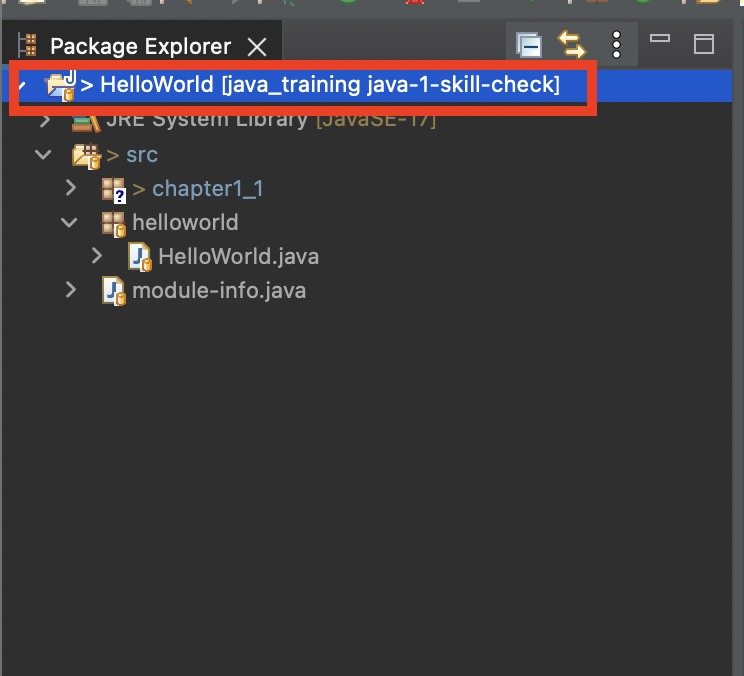 Package Explorer
> HelloWorld [java_training java-1-skill-check]
JRE System Library [JavaSE-17]
> src
> chapter1_1
helloworld
HelloWorld.java
module-info.java